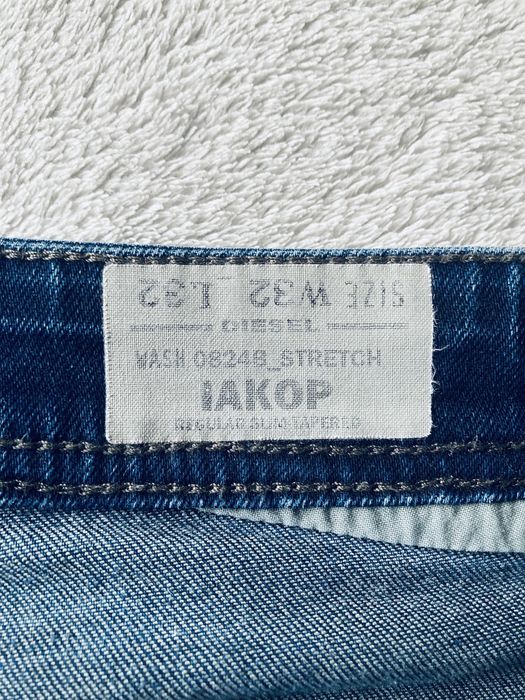 SIZE W32 L32
DIESEL
WASH 0824B_STRETCH
IAKOP
REGULAR SLIM TAPERED